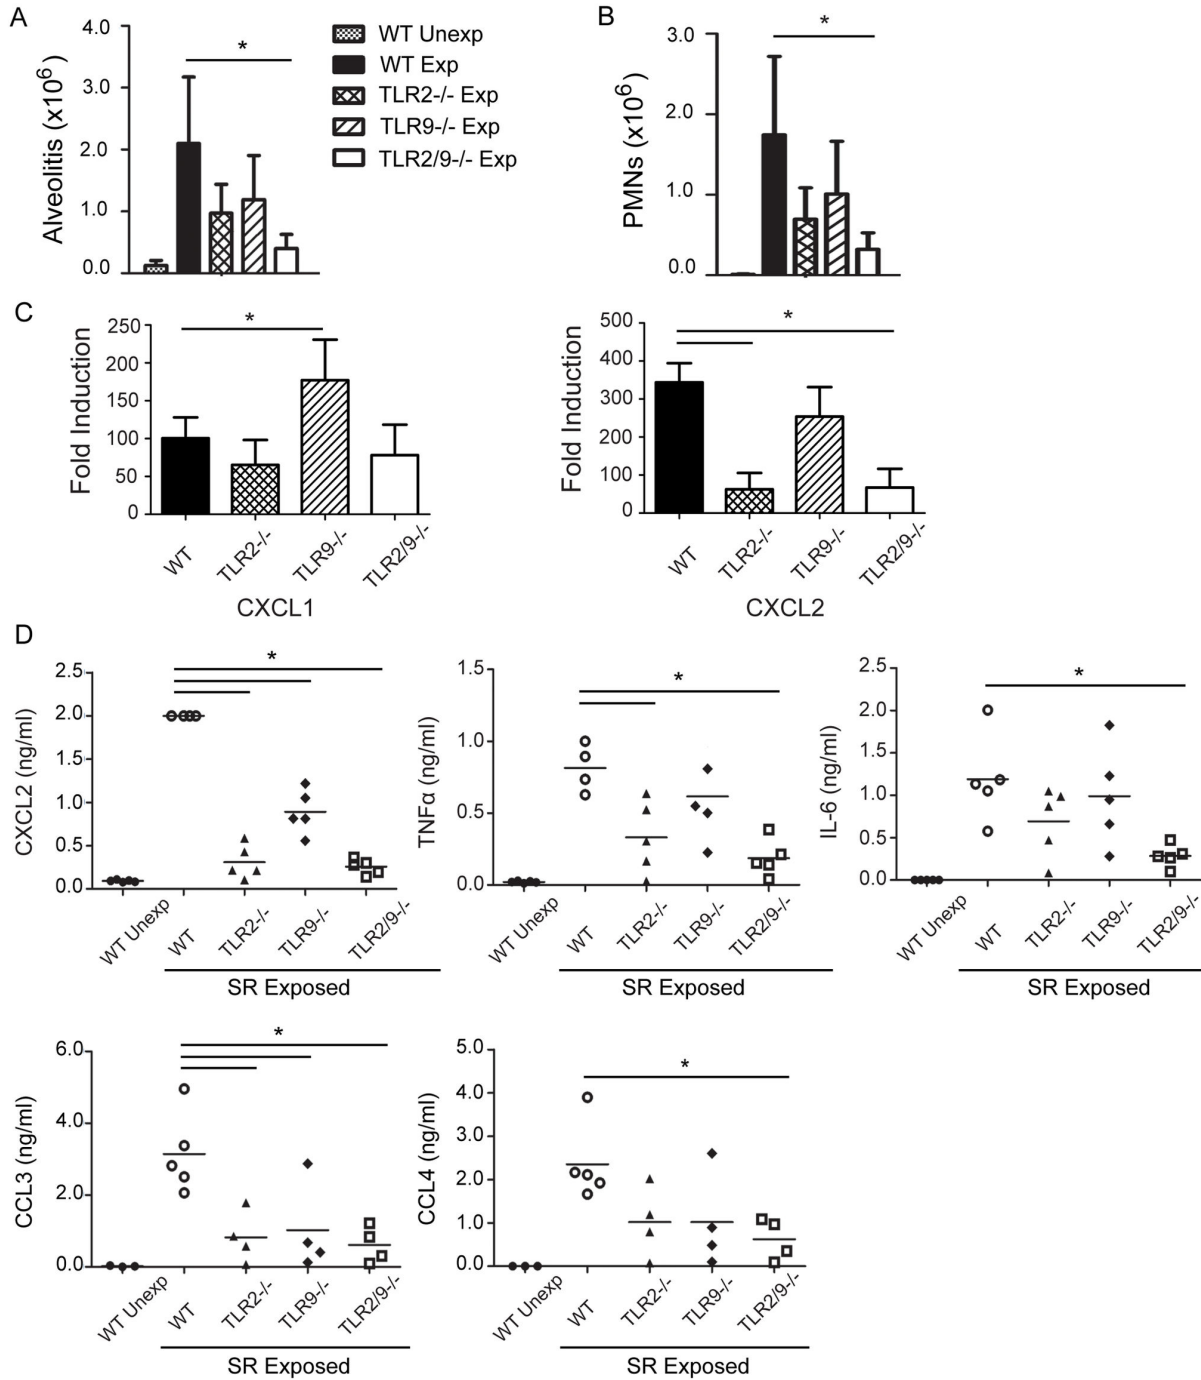 A
Alveolitis (x10^6)
4.0
3.0
2.0
1.0
0.0
*
WT Unexp
WT Exp
TLR2-/- Exp
TLR9-/- Exp
TLR2/9-/- Exp
B
PMNs (x10^6)
3.0
2.0
1.0
0.0
*
C
Fold Induction
250
200
150
100
50
0
*
WT
TLR2-/-
TLR9-/-
TLR2/9-/-
CXCL1
Fold Induction
500
400
300
200
100
0
*
WT
TLR2-/-
TLR9-/-
TLR2/9-/-
CXCL2
D
CXCL2 (ng/ml)
2.5
2.0
1.5
1.0
0.5
0.0
*
WT Unexp
WT
TLR2-/-
TLR9-/-
TLR2/9-/-
SR Exposed
TNFα (ng/ml)
1.5
1.0
0.5
0.0
*
WT Unexp
WT
TLR2-/-
TLR9-/-
TLR2/9-/-
SR Exposed
IL-6 (ng/ml)
2.5
2.0
1.5
1.0
0.5
0.0
*
WT Unexp
WT
TLR2-/-
TLR9-/-
TLR2/9-/-
SR Exposed
CCL3 (ng/ml)
6.0
4.0
2.0
0.0
*
WT Unexp
WT
TLR2-/-
TLR9-/-
TLR2/9-/-
SR Exposed
CCL4 (ng/ml)
5.0
4.0
3.0
2.0
1.0
0.0
*
WT Unexp
WT
TLR2-/-
TLR9-/-
TLR2/9-/-
SR Exposed